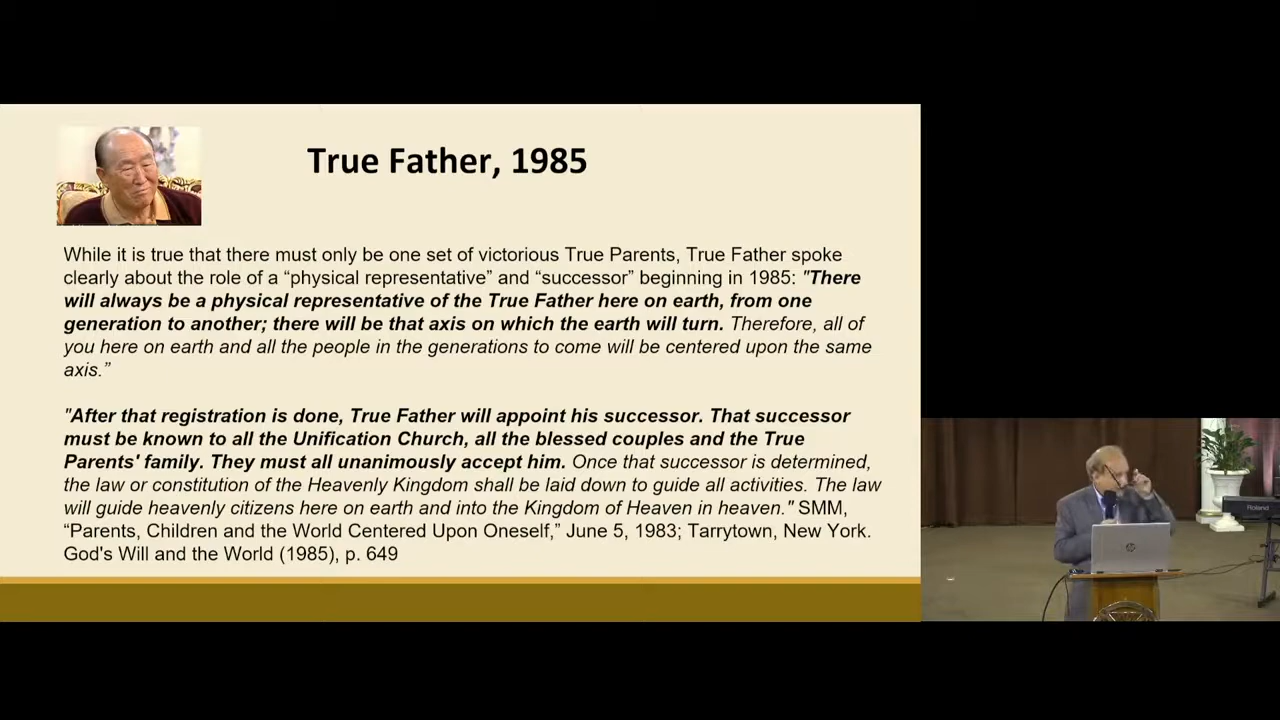 True Father, 1985
While it is true that there must only be one set of victorious True Parents, True Father spoke
clearly about the role of a “physical representative” and “successor” beginning in 1985: "There
will always be a physical representative of the True Father here on earth, from one
generation to another; there will be that axis on which the earth will turn. Therefore, all of
you here on earth and all the people in the generations to come will be centered upon the same
axis.”
"After that registration is done, True Father will appoint his successor. That successor
must be known to all the Unification Church, all the blessed couples and the True
Parents' family. They must all unanimously accept him. Once that successor is determined,
the law or constitution of the Heavenly Kingdom shall be laid down to guide all activities. The law
will guide heavenly citizens here on earth and into the Kingdom of Heaven in heaven." SMM,
“Parents, Children and the World Centered Upon Oneself,” June 5, 1983; Tarrytown, New York.
God's Will and the World (1985), p. 649
Roland
hp